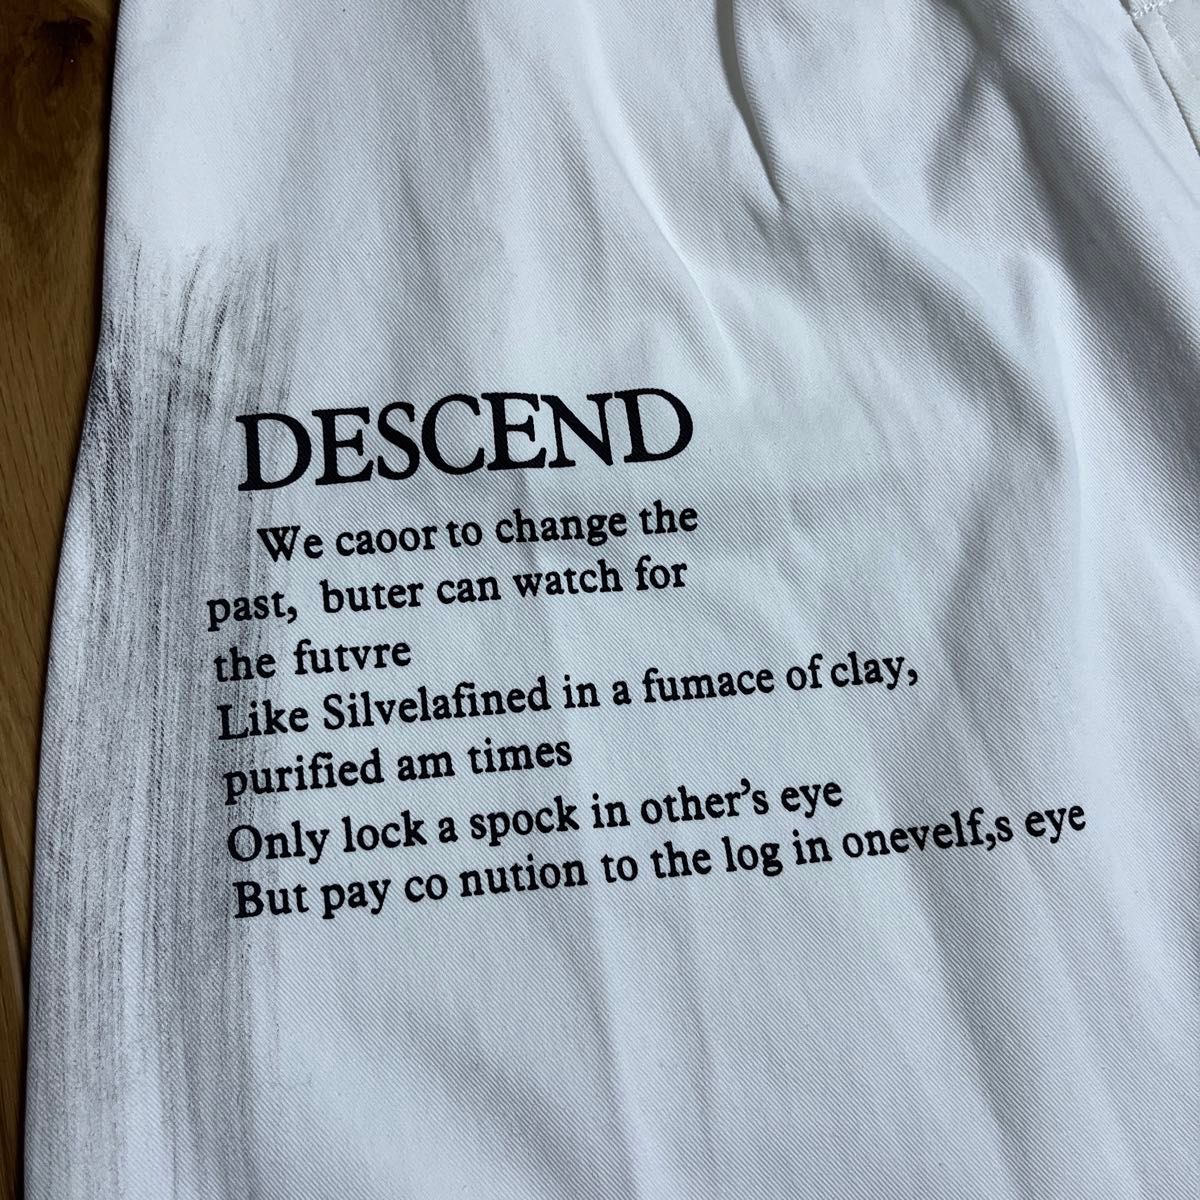 DESCEND
We caoor to change the
past, buter can watch for
the futvre
Like Silvelafined in a fumace of clay,
purified am times
Only lock a spock in other's eye
But pay co nution to the log in onevelf,s eye